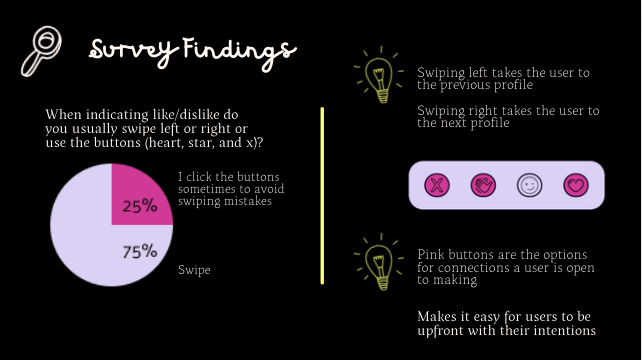 Survey Findings
When indicating like/dislike do
you usually swipe left or right or
use the buttons (heart, star, and x)?
I click the buttons
sometimes to avoid
swiping mistakes
25%
75%
Swipe
Swiping left takes the user to
the previous profile
Swiping right takes the user to
the next profile
X
Pink buttons are the options
for connections a user is open
to making
Makes it easy for users to be
upfront with their intentions